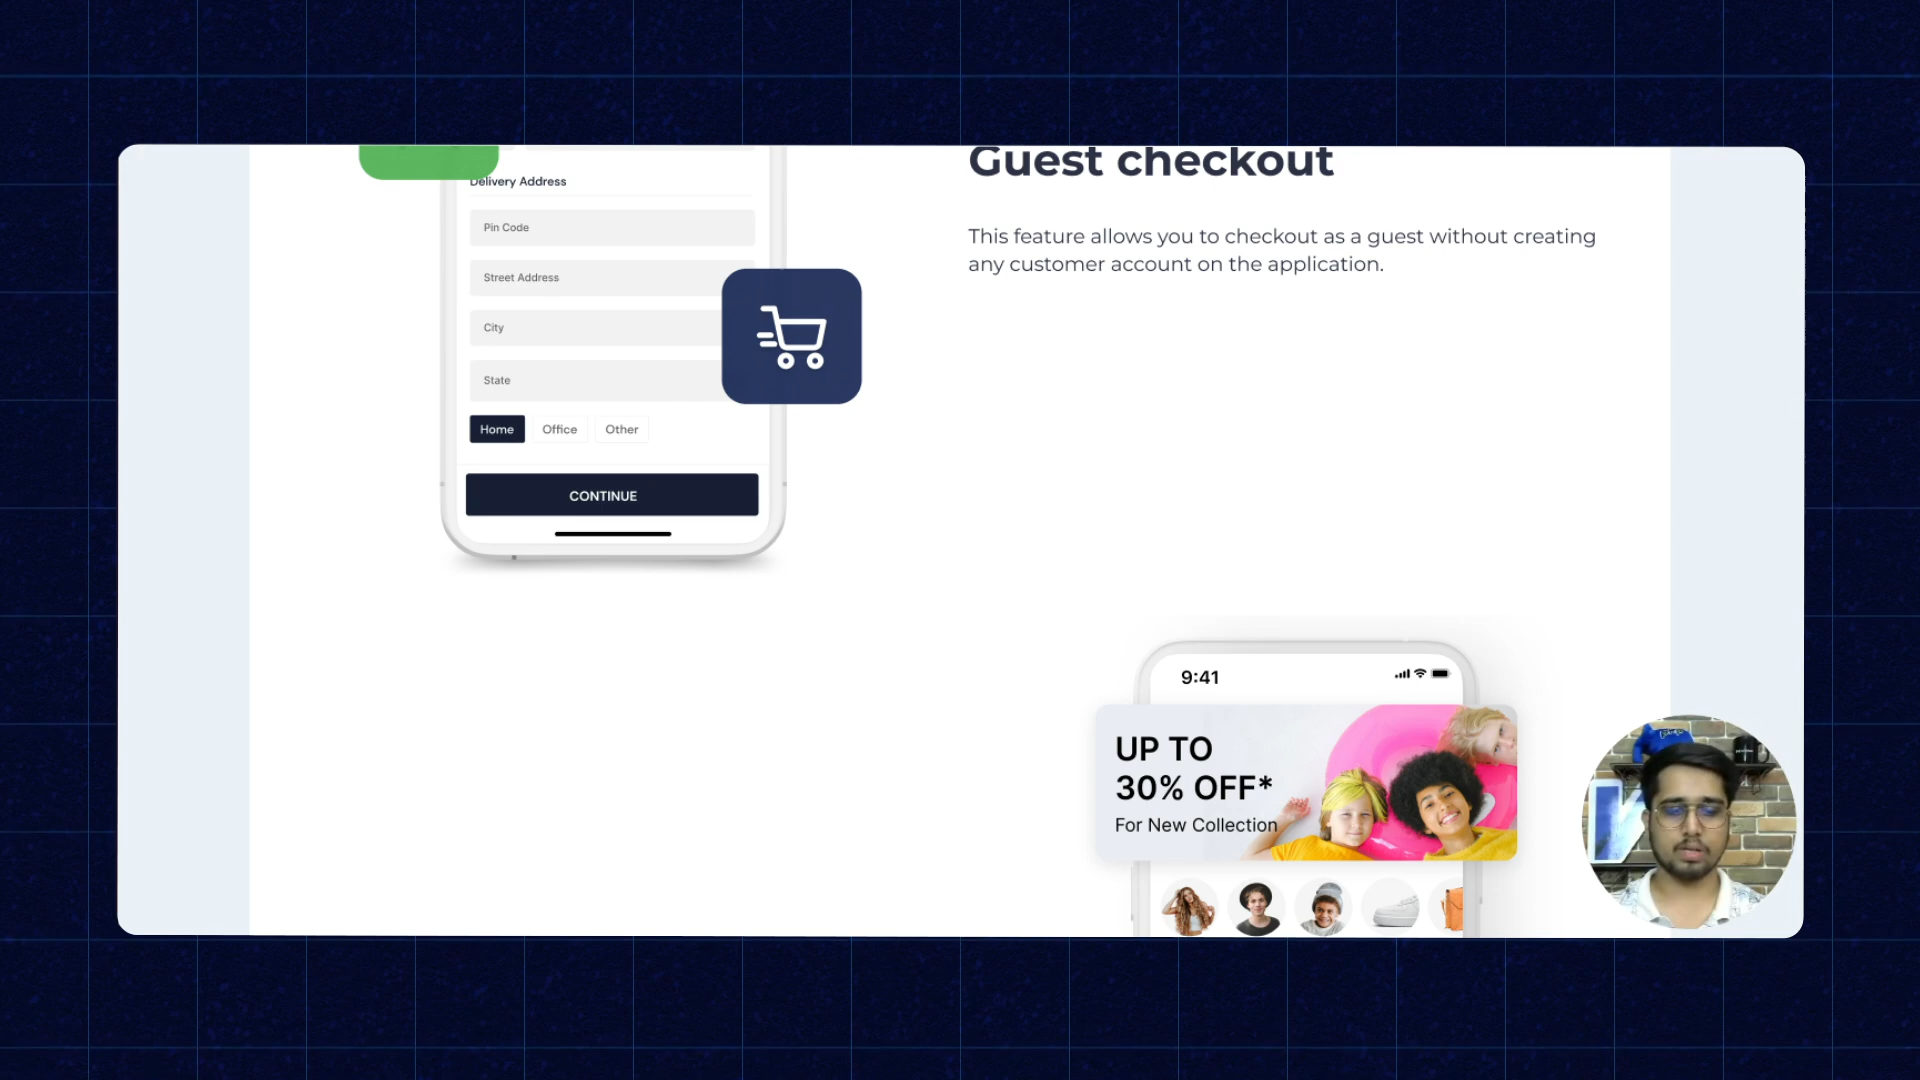 Guest checkout
This feature allows you to checkout as a guest without creating
any customer account on the application.
Delivery Address
Pin Code
Street Address
City
State
Home Office Other
CONTINUE
9:41
UP TO
30% OFF*
For New Collection